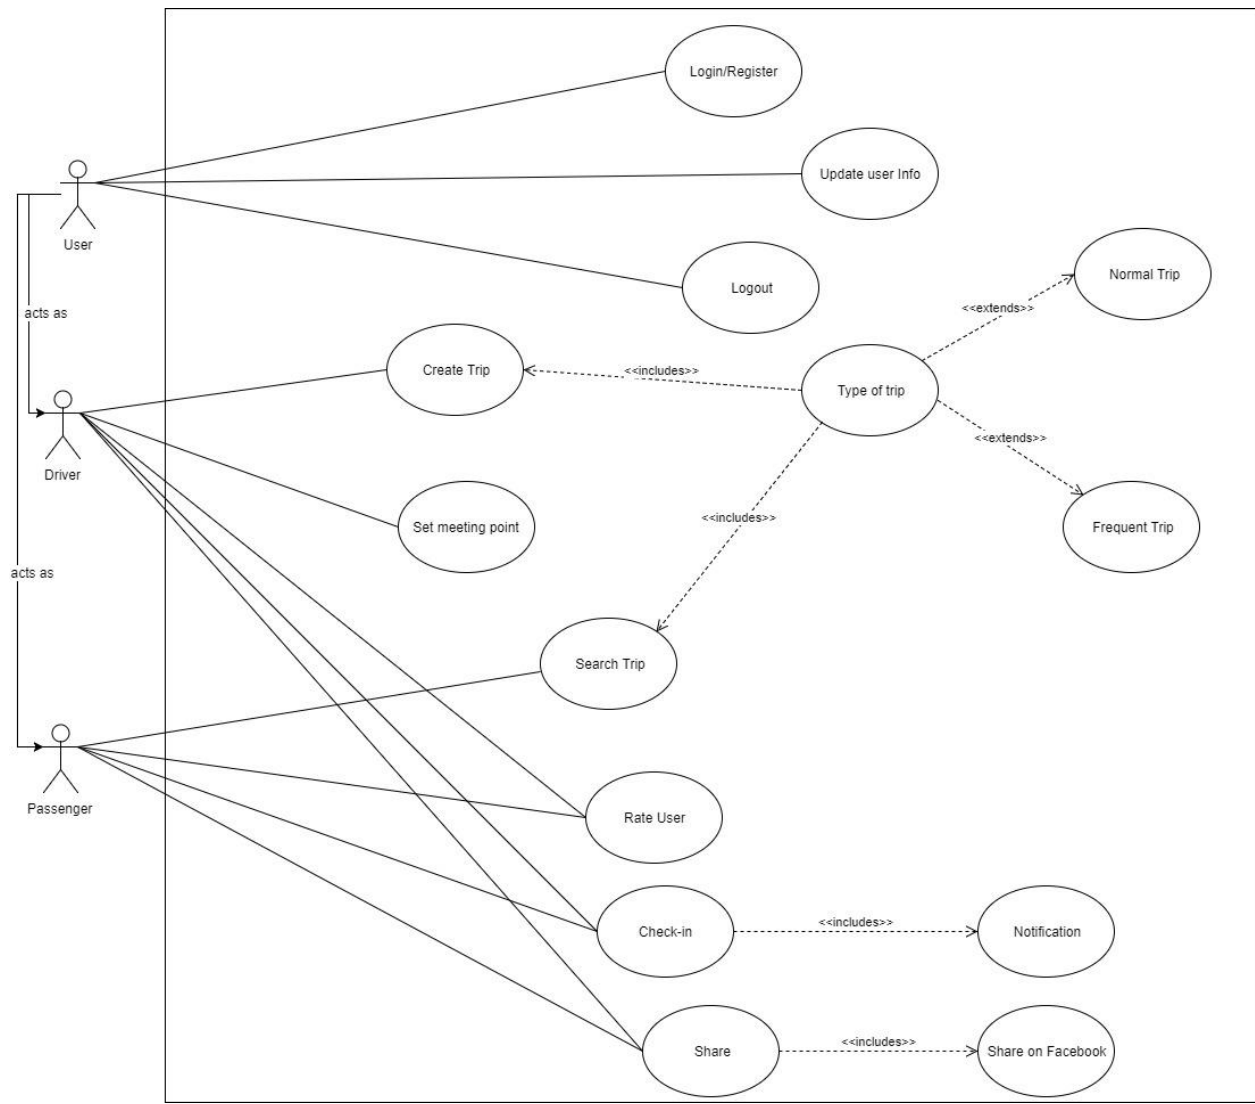 Login/Register
Update user Info
User
Normal Trip
Logout
<<extends>>
acts as
Create Trip
<<includes>>
Type of trip
<<extends>>
Driver
Set meeting point
<<includes>>
Frequent Trip
acts as
Search Trip
Passenger
Rate User
Check-in
<<includes>>
Notification
Share
<<includes>>
Share on Facebook